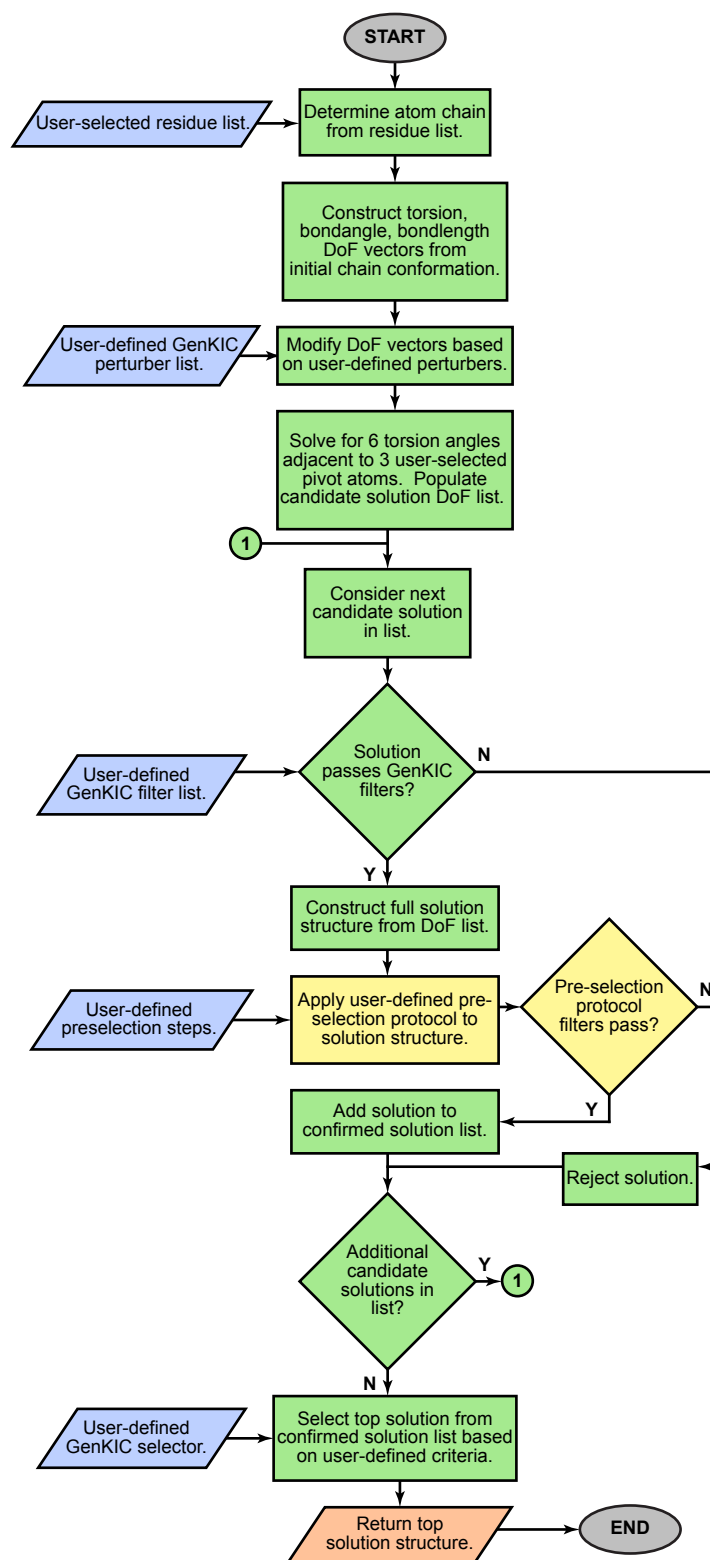 START
User-selected residue list.
Determine atom chain
from residue list.
Construct torsion,
bondangle, bondlength
DoF vectors from
initial chain conformation.
User-defined GenKIC
perturber list.
Modify DoF vectors based
on user-defined perturbers.
Solve for 6 torsion angles
adjacent to 3 user-selected
pivot atoms. Populate
candidate solution DoF list.
1
Consider next
candidate solution
in list.
Solution
passes GenKIC
filters?
N
User-defined
GenKIC filter list.
Y
Construct full solution
structure from DoF list.
User-defined
preselection steps.
Apply user-defined pre-
selection protocol to
solution structure.
Pre-selection
protocol
filters pass?
N
Y
Add solution to
confirmed solution list.
Reject solution.
Additional
candidate
solutions in
list?
Y
1
N
User-defined
GenKIC selector.
Select top solution from
confirmed solution list based
on user-defined criteria.
Return top
solution structure.
END